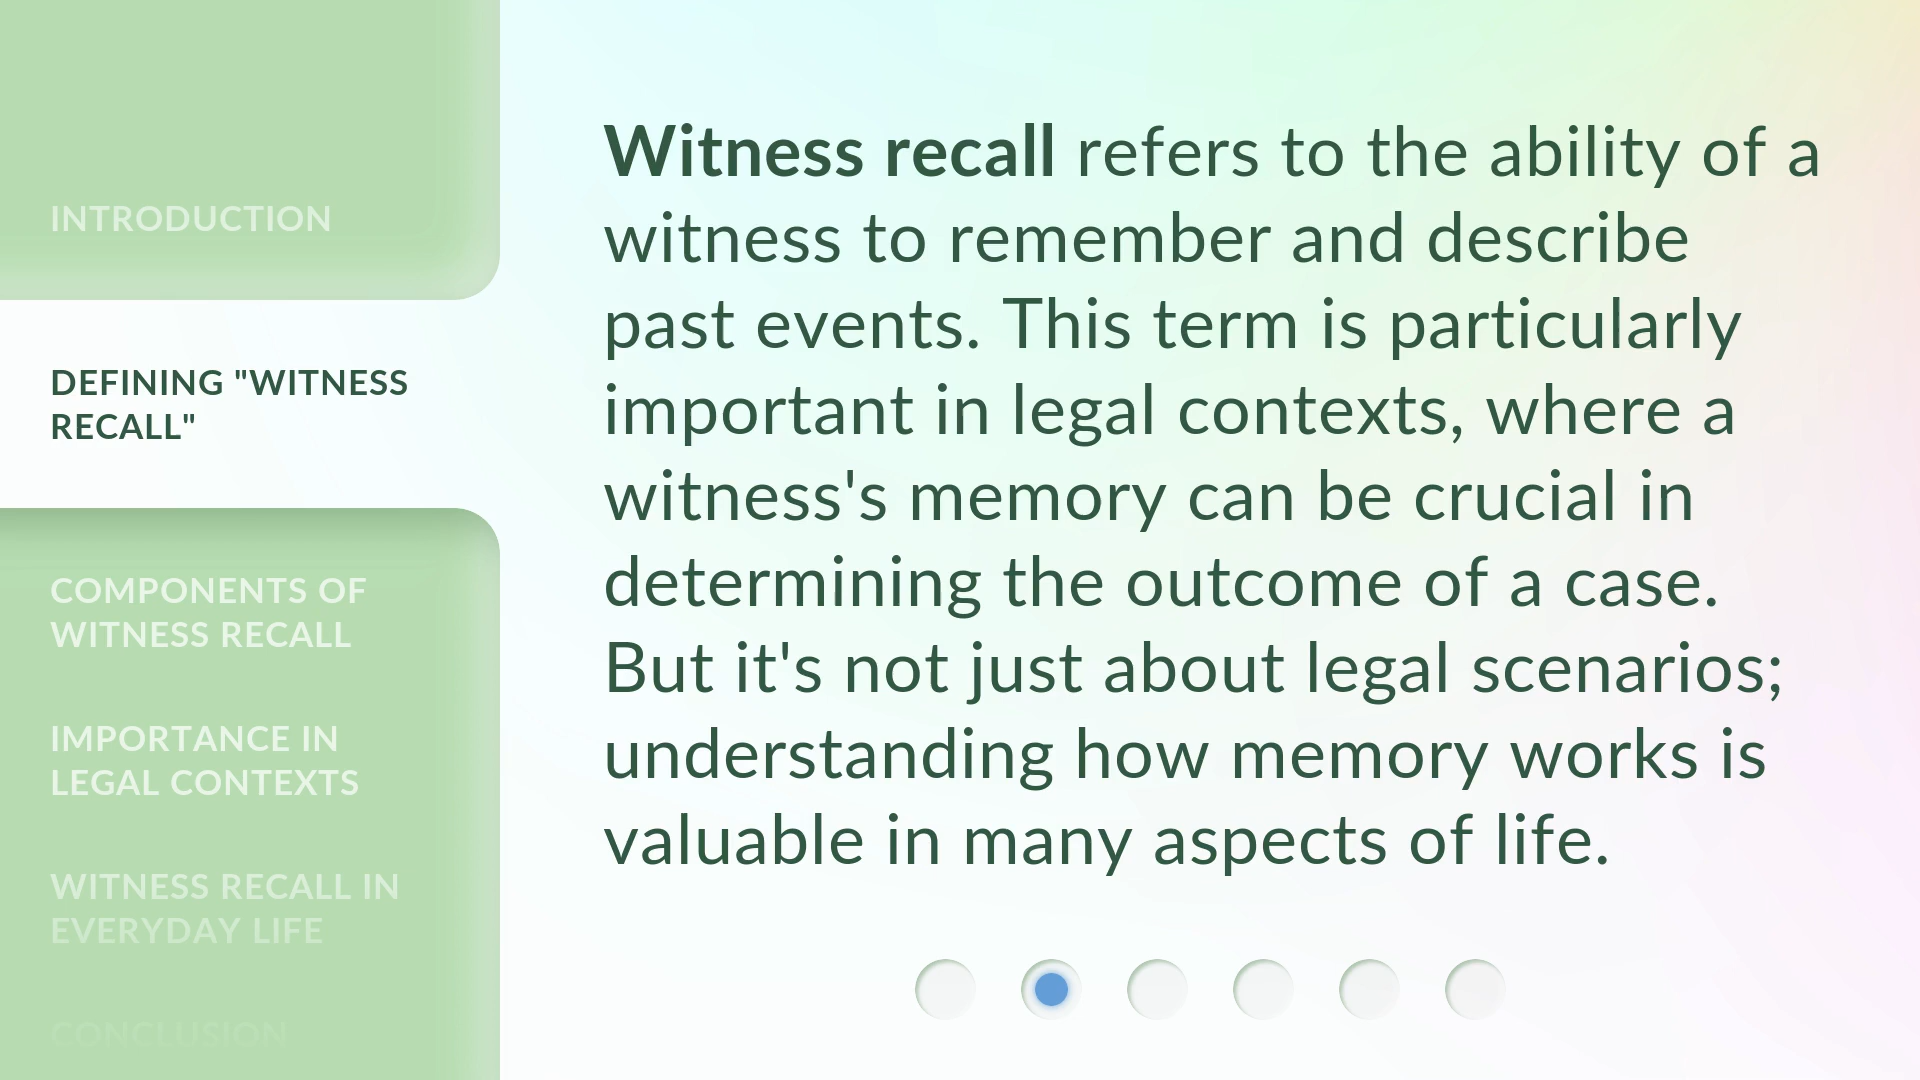 INTRODUCTION
DEFINING "WITNESS
RECALL"
COMPONENTS OF
WITNESS RECALL
IMPORTANCE IN
LEGAL CONTEXTS
WITNESS RECALL IN
EVERYDAY LIFE
CONCLUSION
Witness recall refers to the ability of a
witness to remember and describe
past events. This term is particularly
important in legal contexts, where a
witness's memory can be crucial in
determining the outcome of a case.
But it's not just about legal scenarios;
understanding how memory works is
valuable in many aspects of life.